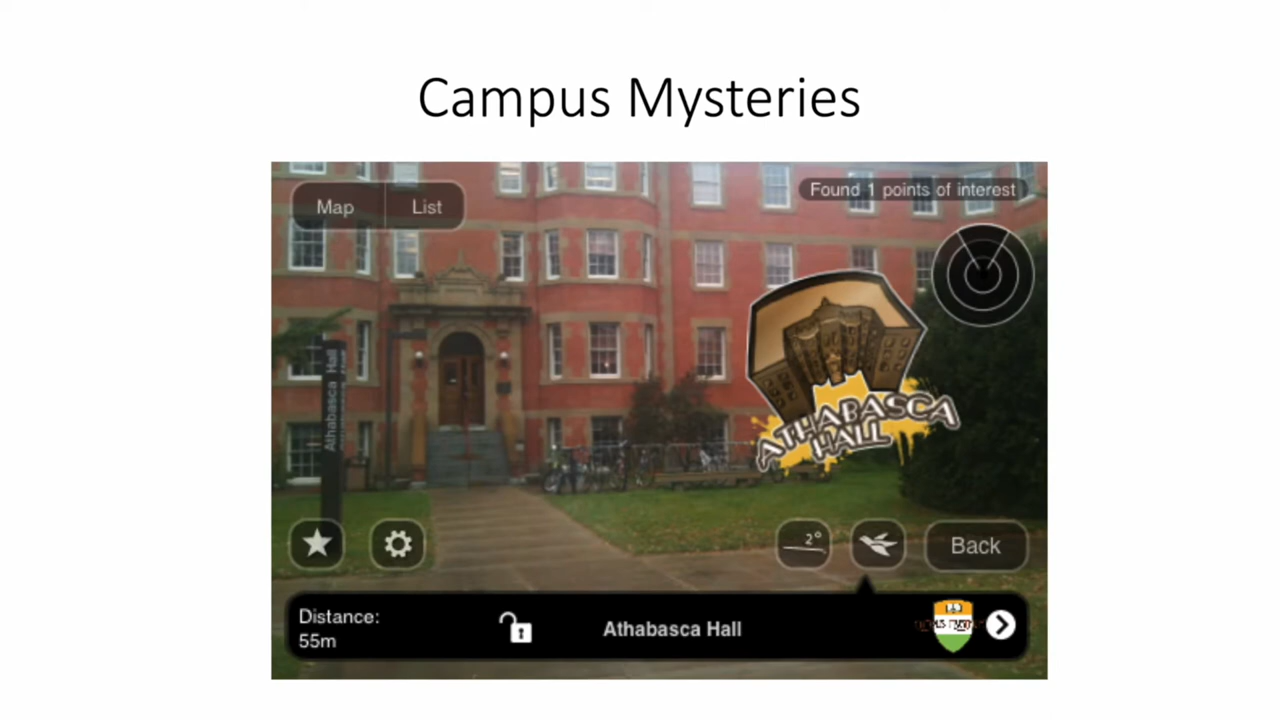 Campus Mysteries
Map
List
Found 1 points of interest
Athabasca Hall
ATHABASCA
HALL
2°
Back
Distance:
55m
Athabasca Hall